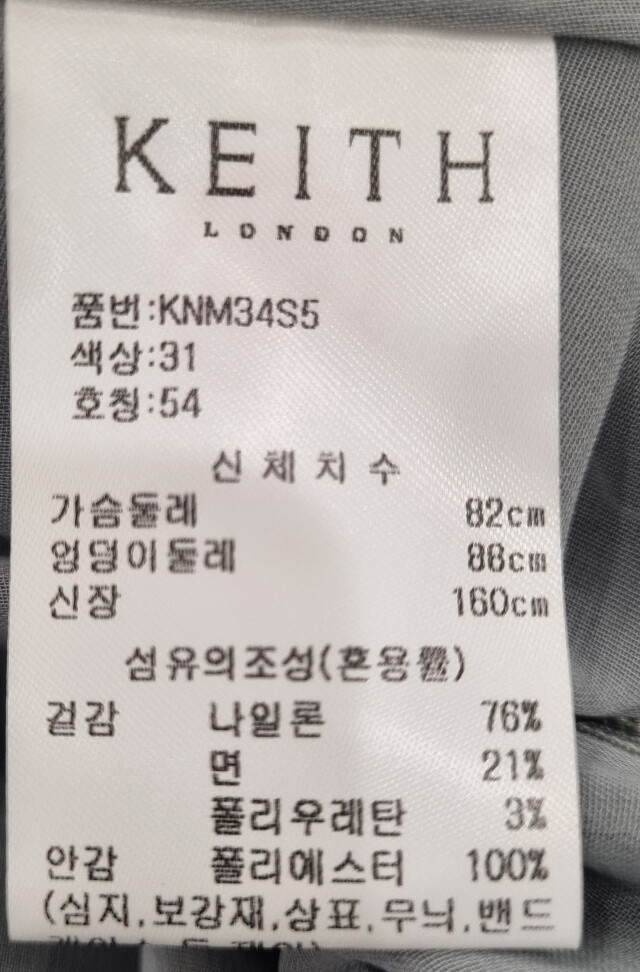 KEITH
LONDON
품번:KNM34S5
색상:31
호칭:54
신체치수
가슴둘레 82cm
엉덩이둘레 88cm
신장 160cm
섬유의조성(혼용률)
겉감 나일론 76%
면 21%
폴리우레탄 3%
안감 폴리에스터 100%
(심지,보강재,상표,무늬,밴드